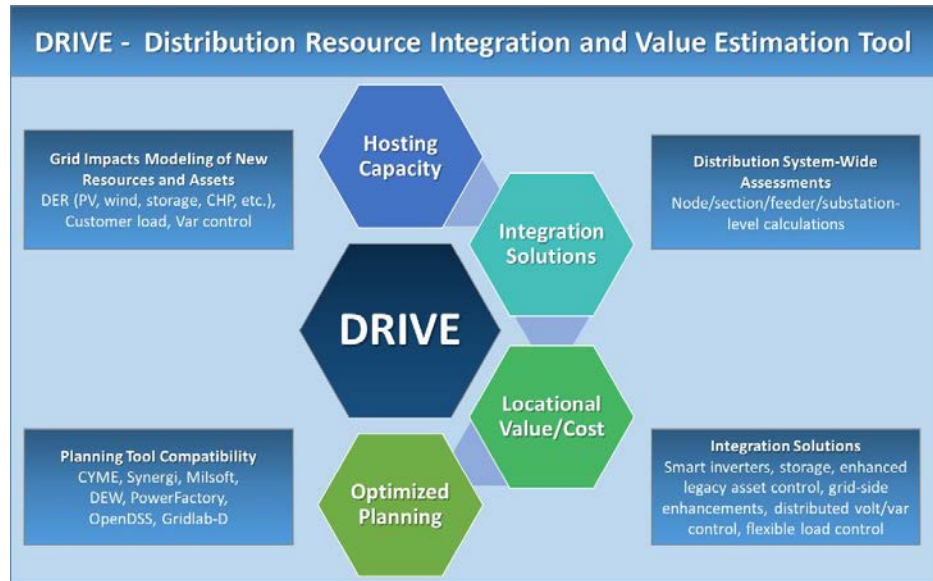 DRIVE - Distribution Resource Integration and Value Estimation Tool
Hosting
Capacity
Grid Impacts Modeling of New
Resources and Assets
DER (PV, wind, storage, CHP, etc.),
Customer load, Var control
Distribution System-Wide
Assessments
Node/section/feeder/substation-
level calculations
Integration
Solutions
DRIVE
Locational
Value/Cost
Planning Tool Compatibility
CYME, Synergi, Milsoft,
DEW, PowerFactory,
OpenDSS, Gridlab-D
Optimized
Planning
Integration Solutions
Smart inverters, storage, enhanced
legacy asset control, grid-side
enhancements, distributed volt/var
control, flexible load control